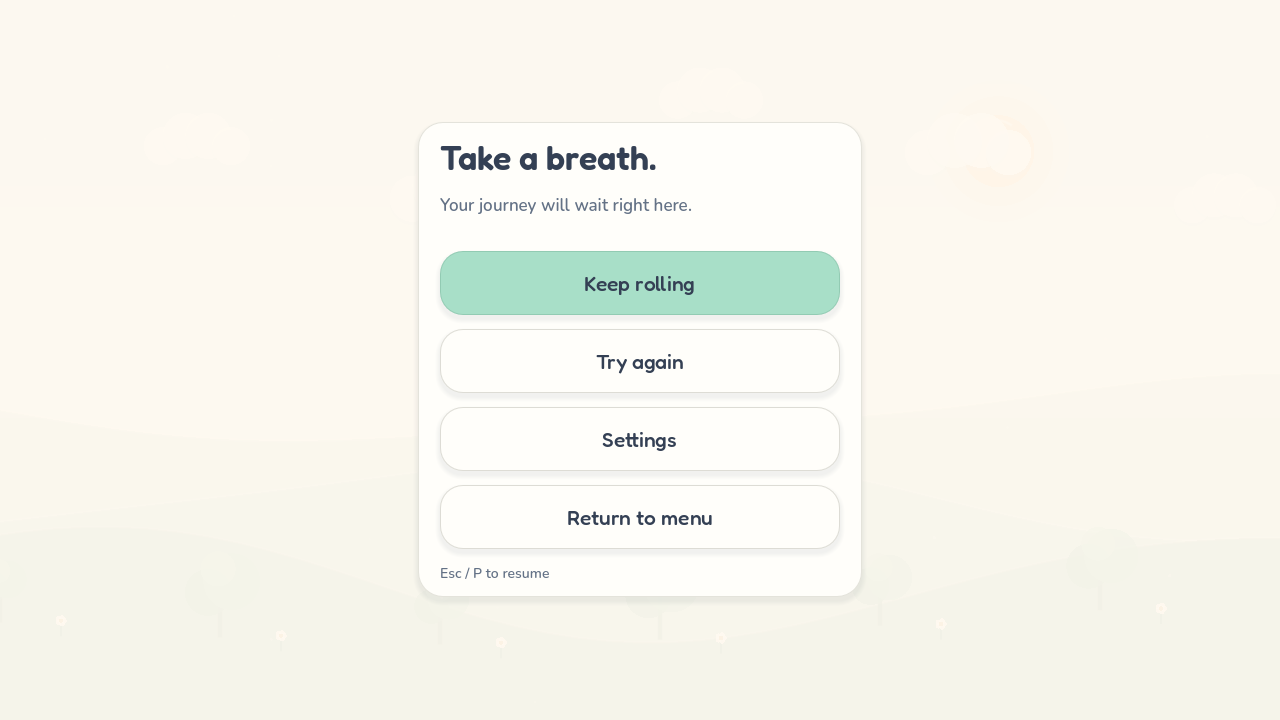 Take a breath.
Your journey will wait right here.
Keep rolling
Try again
Settings
Return to menu
Esc / P to resume